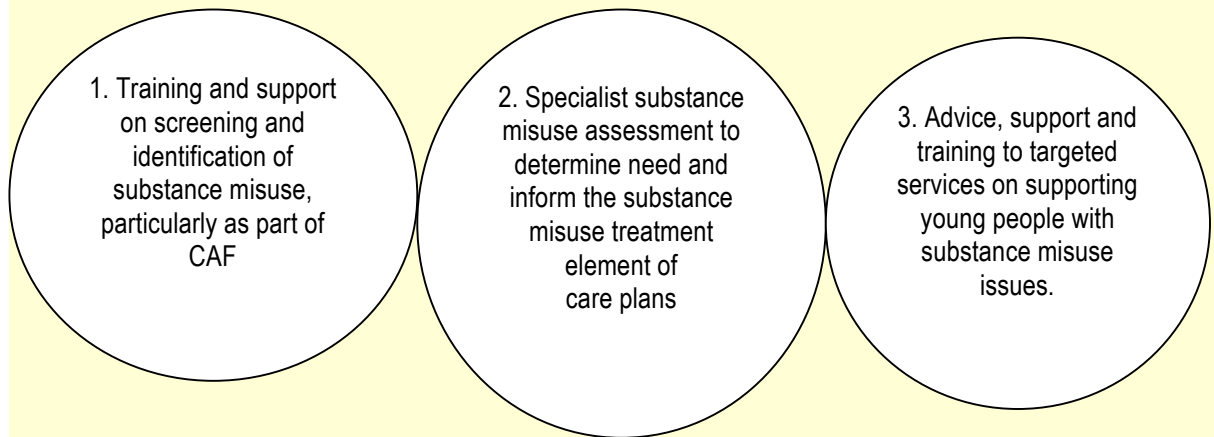 1. Training and support
on screening and
identification of
substance misuse,
particularly as part of
CAF
2. Specialist substance
misuse assessment to
determine need and
inform the substance
misuse treatment
element of
care plans
3. Advice, support and
training to targeted
services on supporting
young people with
substance misuse
issues.